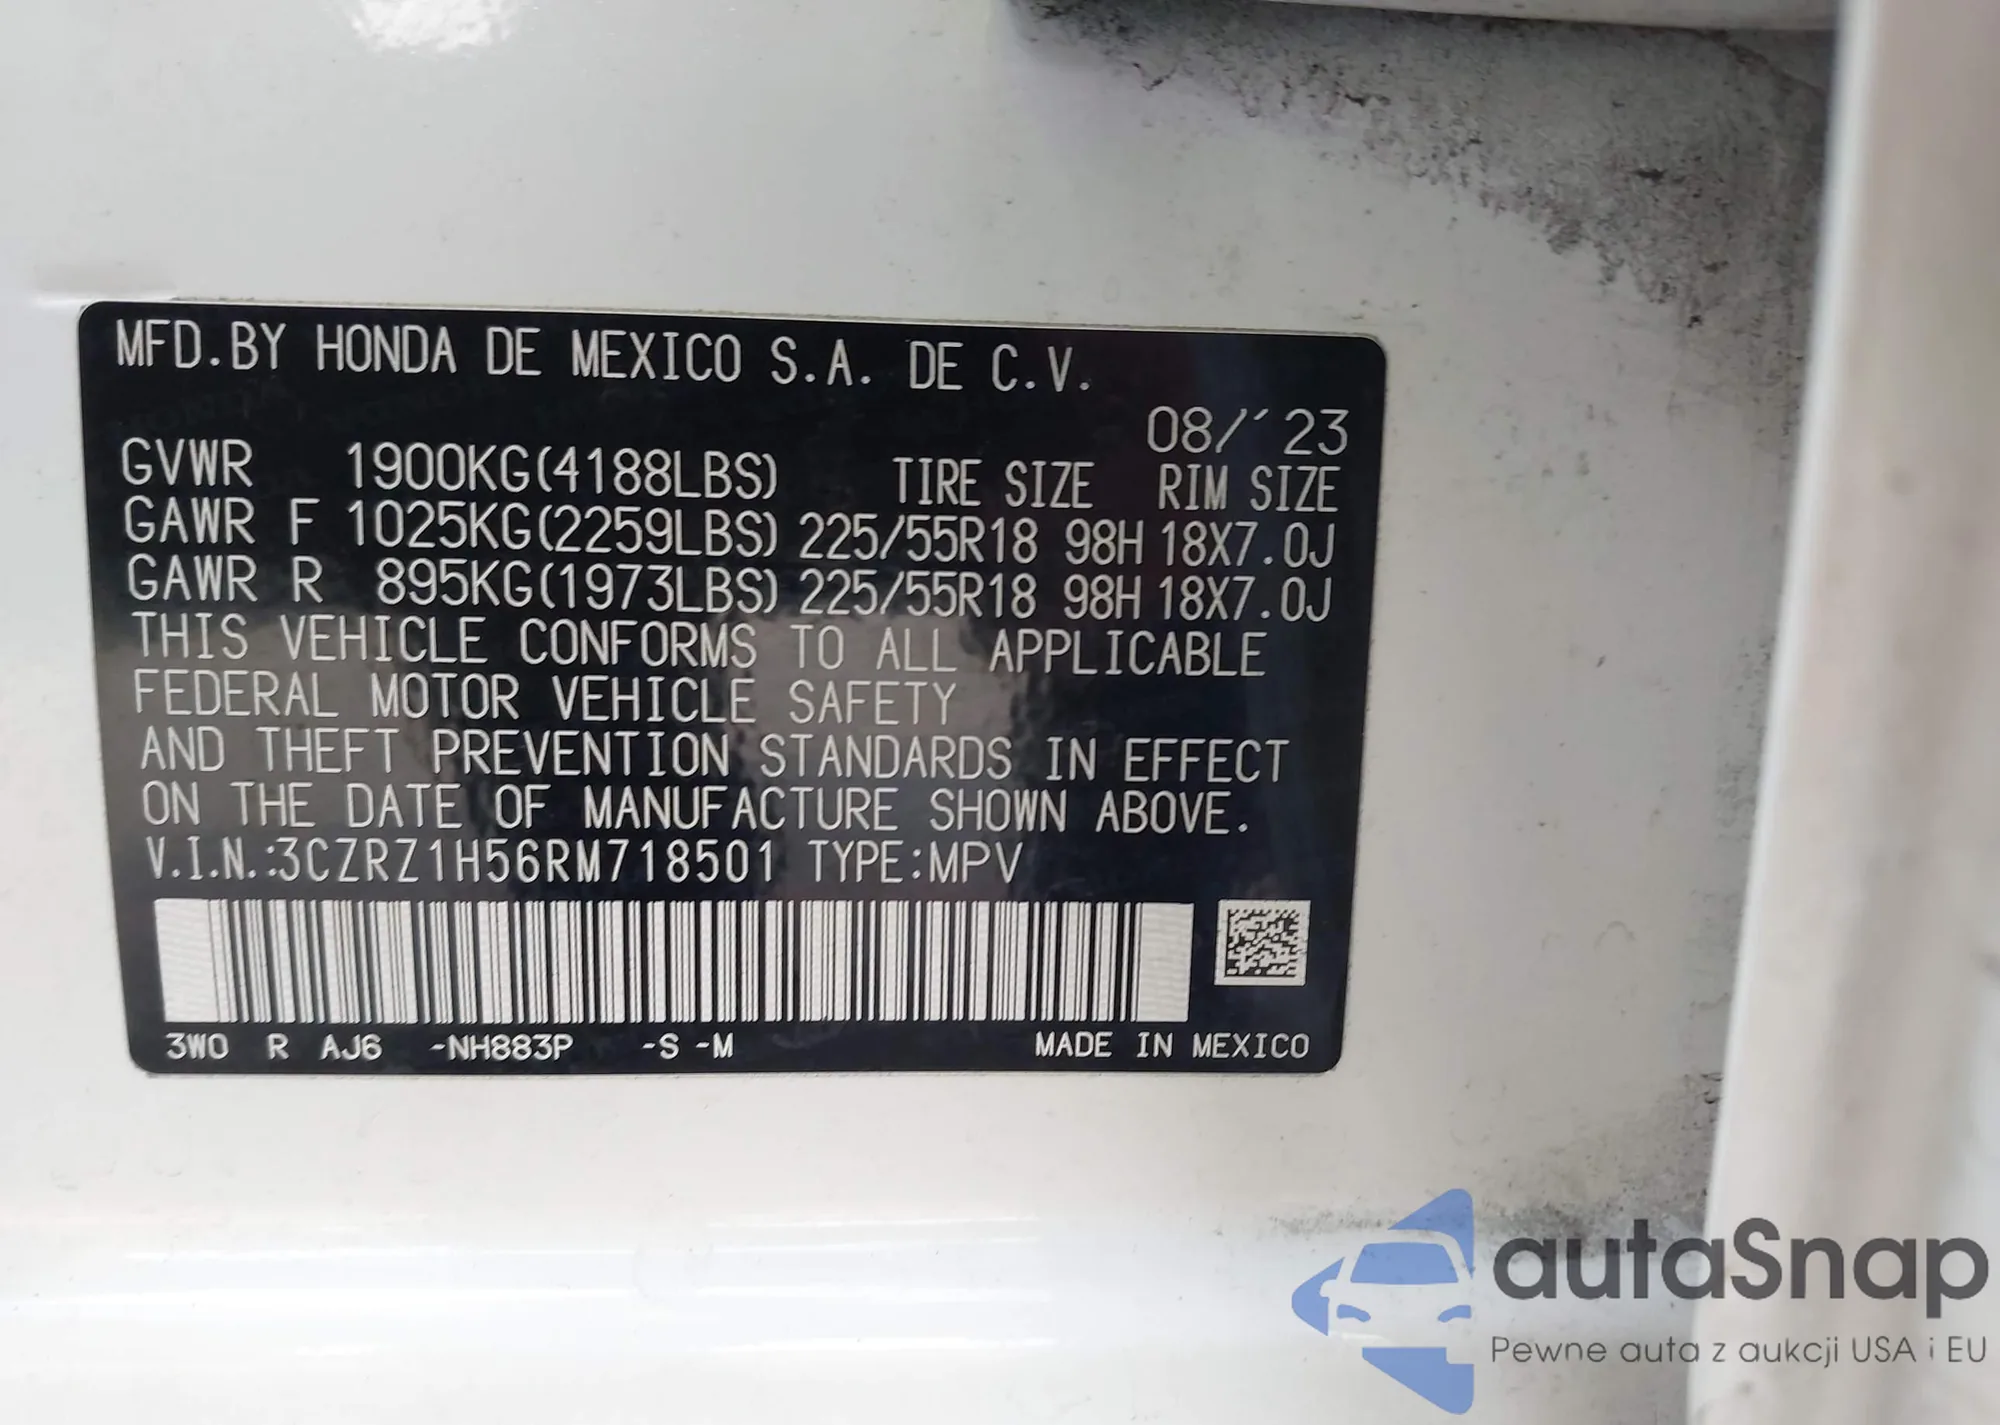 MFD.BY HONDA DE MEXICO S.A. DE C.V.
08/´23
GVWR 1900KG(4188LBS) TIRE SIZE RIM SIZE
GAWR F 1025KG(2259LBS) 225/55R18 98H 18X7.0J
GAWR R 895KG(1973LBS) 225/55R18 98H 18X7.0J
THIS VEHICLE CONFORMS TO ALL APPLICABLE
FEDERAL MOTOR VEHICLE SAFETY
AND THEFT PREVENTION STANDARDS IN EFFECT
ON THE DATE OF MANUFACTURE SHOWN ABOVE.
V.I.N.:3CZRZ1H56RM718501 TYPE:MPV
3W0 R AJ6 -NH883P -S -M MADE IN MEXICO
autaSnap
Pewne auta z aukcji USA i EU